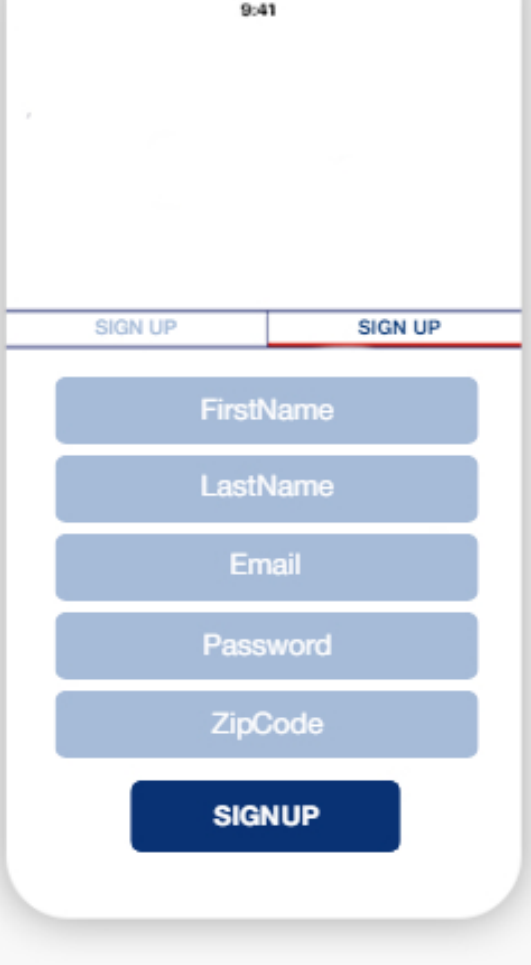 9:41
SIGN UP SIGN UP
FirstName
LastName
Email
Password
ZipCode
SIGNUP